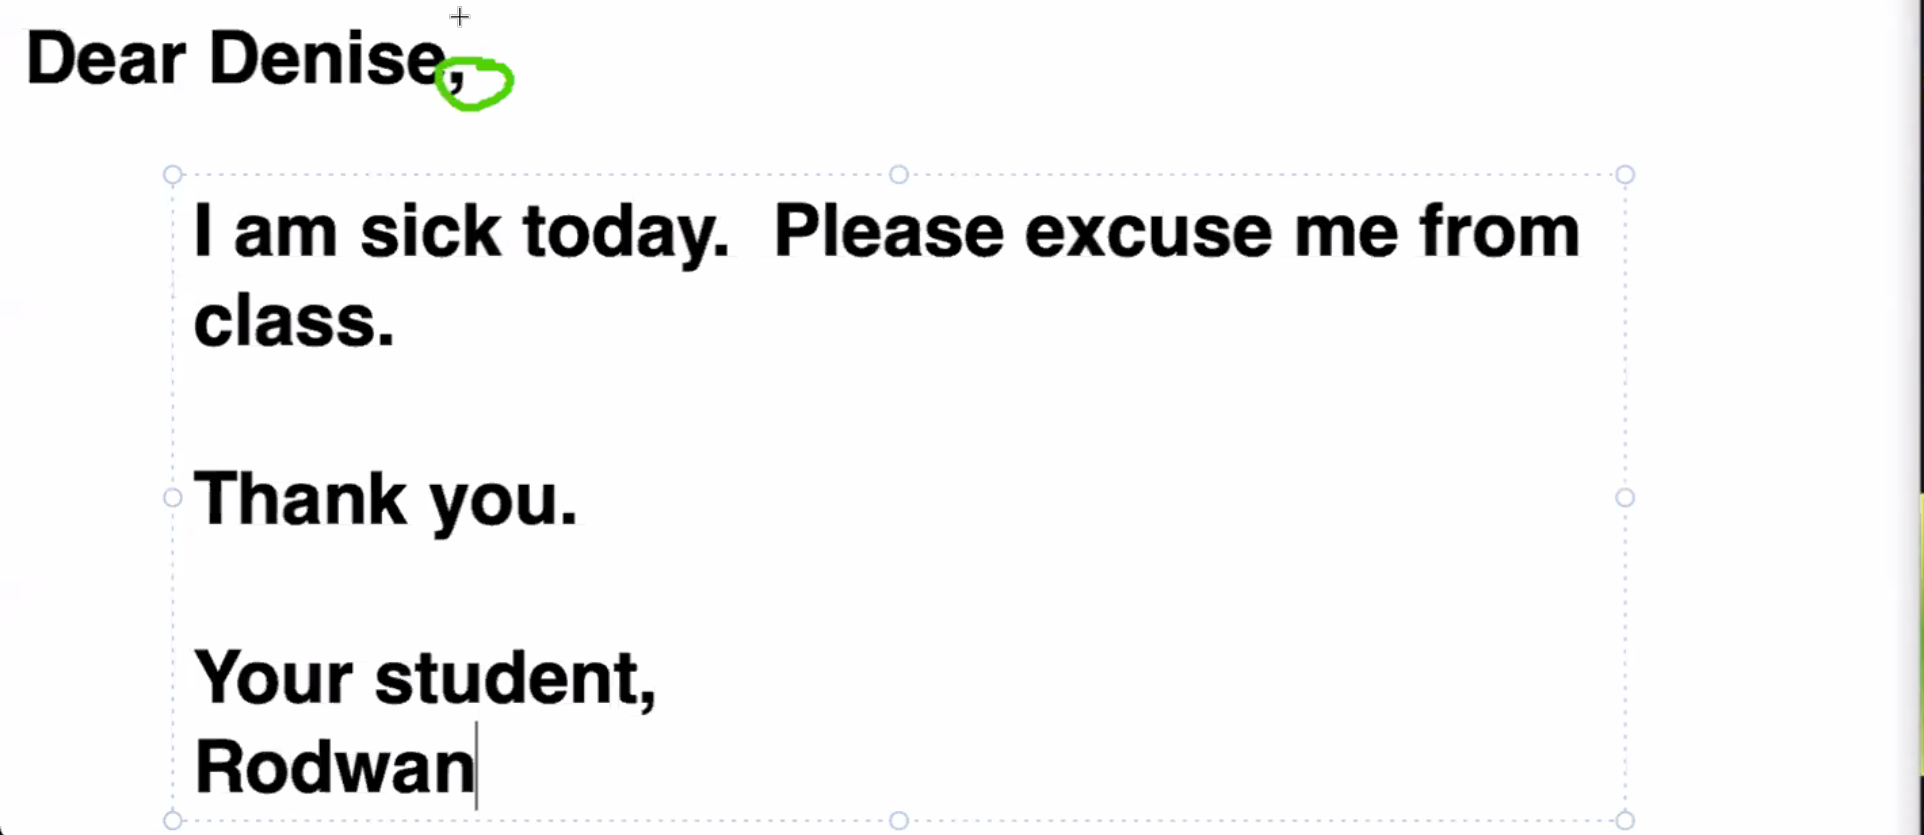 Dear Denise,
I am sick today.  Please excuse me from
class.
Thank you.
Your student,
Rodwan